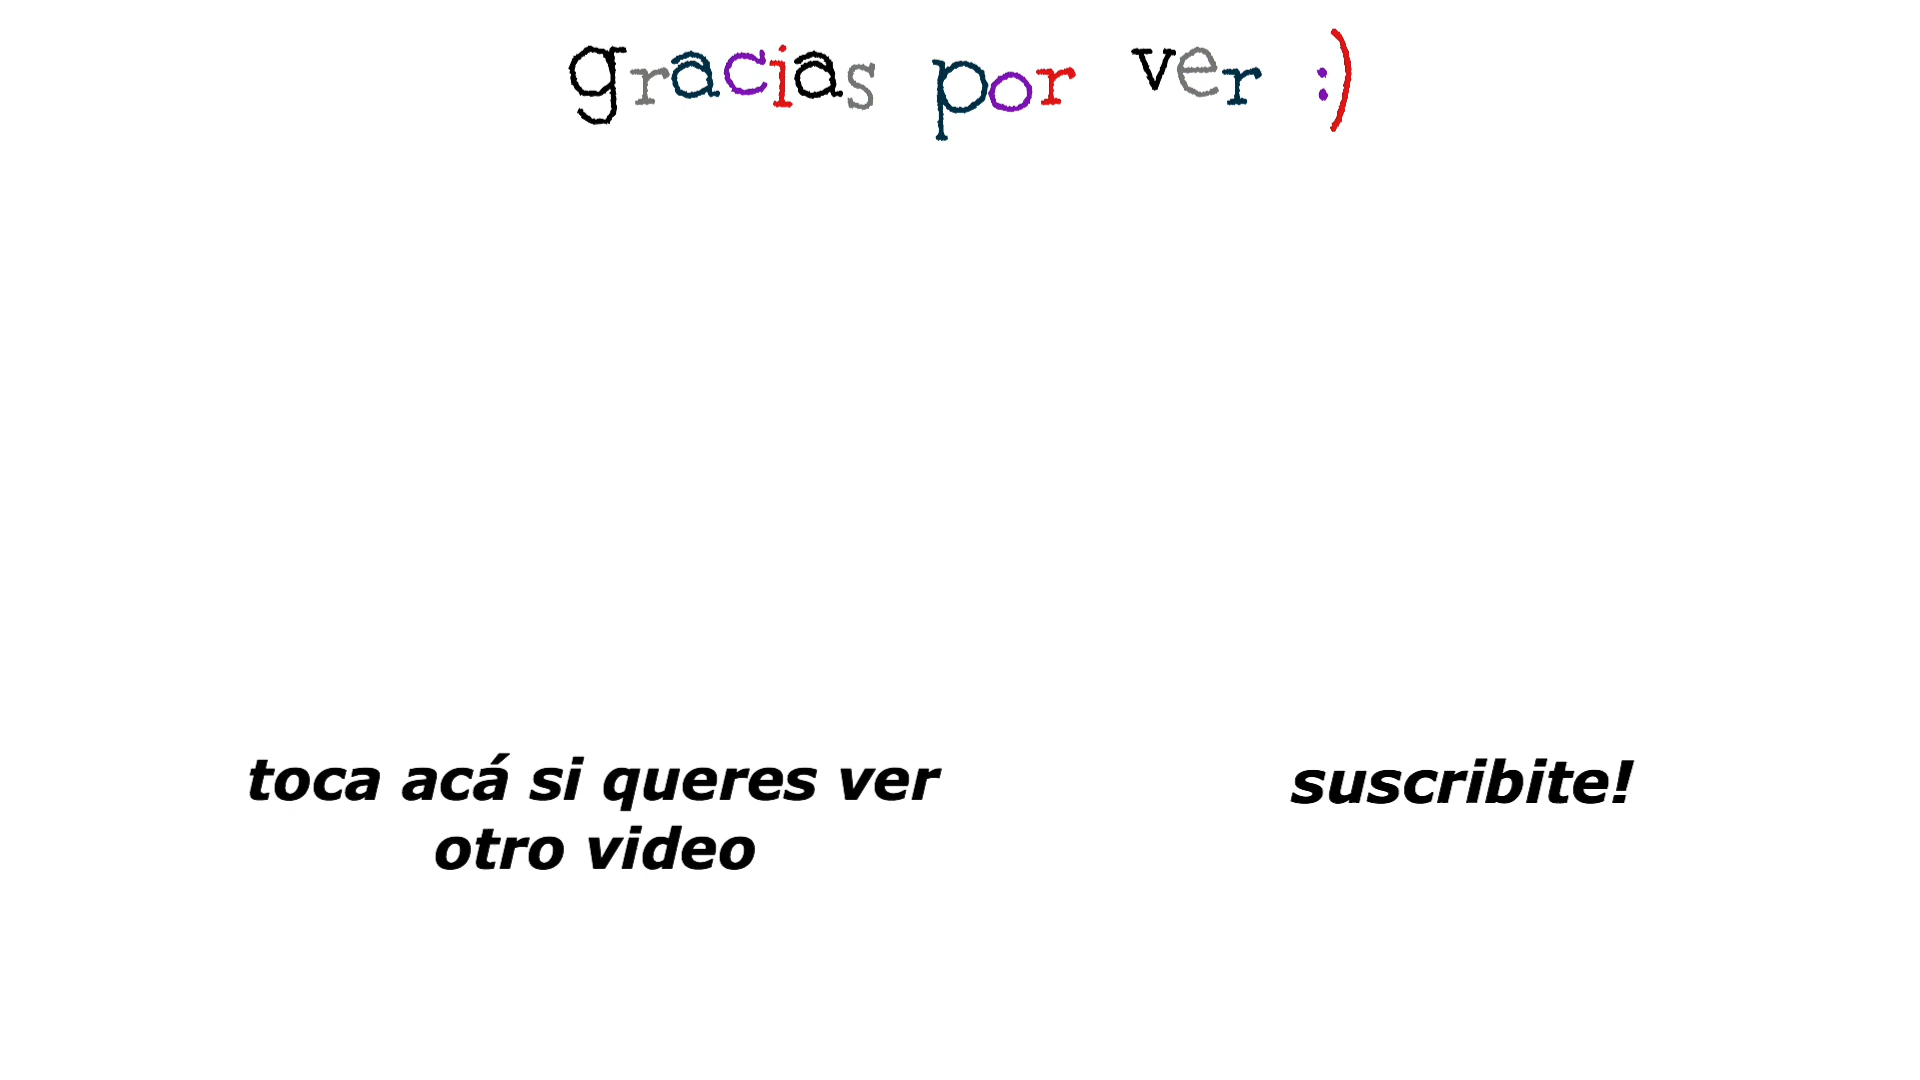 gracias por ver :)
toca acá si queres ver
otro video
suscribite!